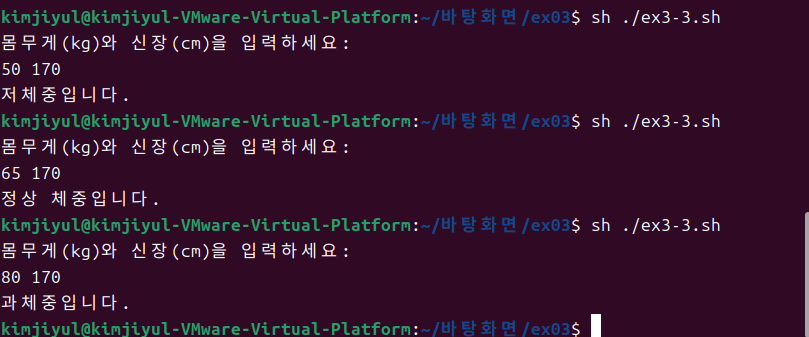 kimjiyul@kimjiyul-VMware-Virtual-Platform:~/바탕화면/ex03$ sh ./ex3-3.sh
몸무게(kg)와 신장(cm)을 입력하세요:
50 170
저체중입니다.
kimjiyul@kimjiyul-VMware-Virtual-Platform:~/바탕화면/ex03$ sh ./ex3-3.sh
몸무게(kg)와 신장(cm)을 입력하세요:
65 170
정상 체중입니다.
kimjiyul@kimjiyul-VMware-Virtual-Platform:~/바탕화면/ex03$ sh ./ex3-3.sh
몸무게(kg)와 신장(cm)을 입력하세요:
80 170
과체중입니다.
kimjiyul@kimjiyul-VMware-Virtual-Platform:~/바탕화면/ex03$